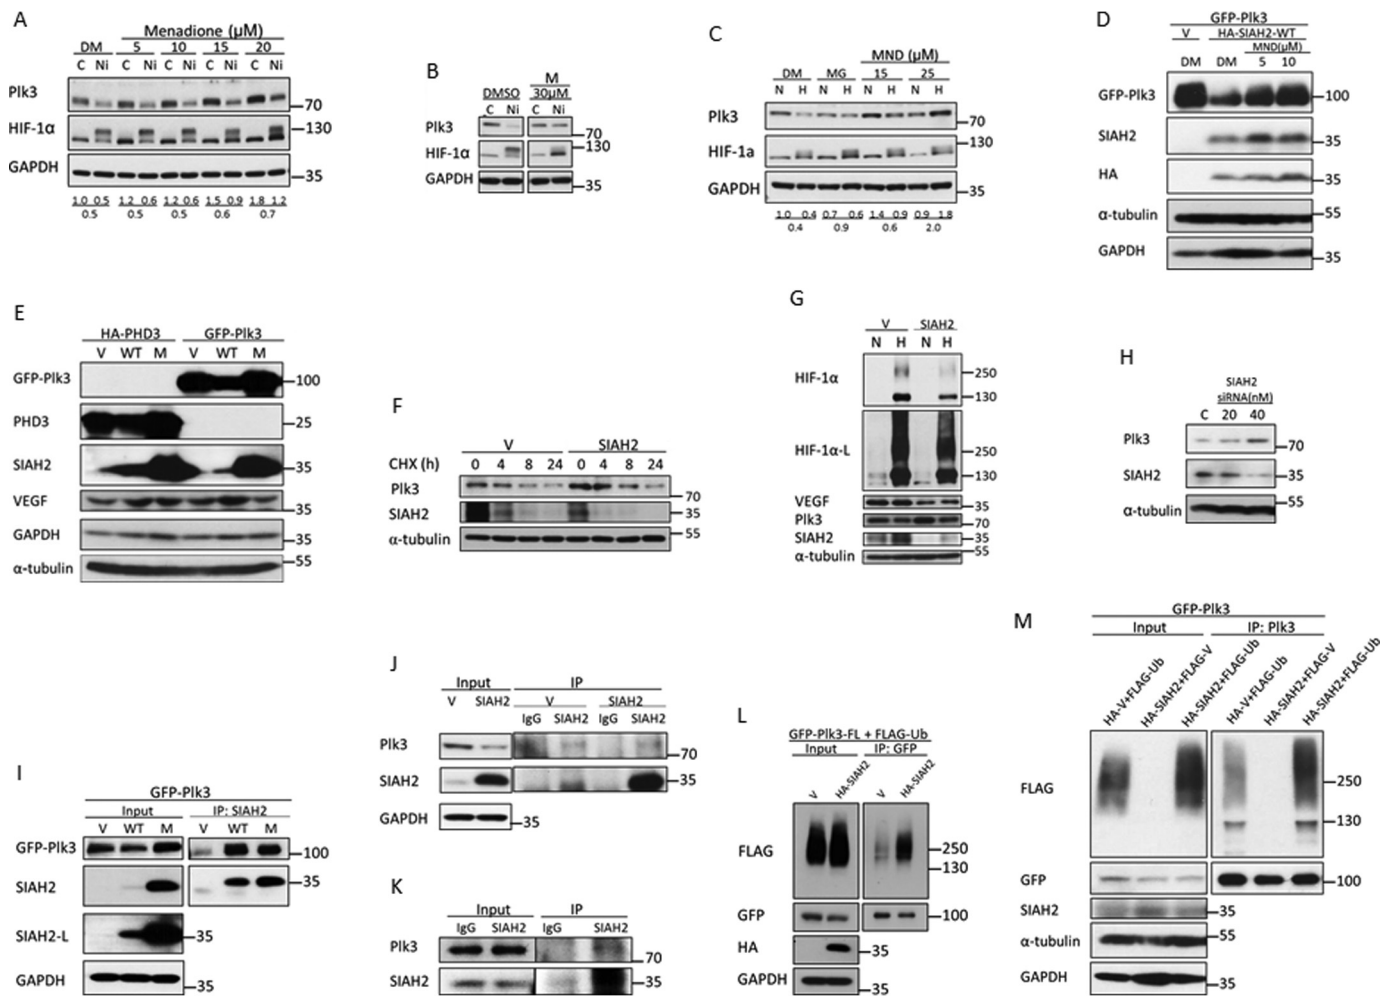 A
Menadione (µM)
DM 5 10 15 20
C Ni C Ni C Ni C Ni C Ni
Plk3
70
HIF-1α
130
GAPDH
35
1.0 0.5 1.2 0.6 1.2 0.6 1.5 0.9 1.8 1.2
0.5 0.5 0.5 0.6 0.7
B
M
DMSO 30µM
C Ni C Ni
Plk3
70
HIF-1α
130
GAPDH
35
C
MND (µM)
DM MG 15 25
N H N H N H N H
Plk3
70
HIF-1a
130
GAPDH
35
1.0 0.4 0.7 0.6 1.4 0.9 0.9 1.8
0.4 0.9 0.6 2.0
D
GFP-Plk3
V HA-SIAH2-WT
MND(µM)
DM DM 5 10
GFP-Plk3 100
SIAH2 35
HA 35
α-tubulin 55
GAPDH 35
E
HA-PHD3 GFP-Plk3
V WT M V WT M
GFP-Plk3 100
PHD3 25
SIAH2 35
VEGF 35
GAPDH 35
α-tubulin 55
F
V SIAH2
CHX (h) 0 4 8 24 0 4 8 24
Plk3 70
SIAH2 35
α-tubulin 55
G
V SIAH2
N H N H
HIF-1α 250
130
HIF-1α-L 250
130
VEGF 35
Plk3 70
SIAH2 35
α-tubulin 55
H
SIAH2
siRNA(nM)
C 20 40
Plk3 70
SIAH2 35
α-tubulin 55
I
GFP-Plk3
Input IP: SIAH2
V WT M V WT M
GFP-Plk3 100
SIAH2 35
SIAH2-L 35
GAPDH 35
J
Input IP
V SIAH2 V SIAH2
IgG SIAH2 IgG SIAH2
Plk3 70
SIAH2 35
GAPDH 35
K
Input IP
IgG SIAH2 IgG SIAH2
Plk3 70
SIAH2 35
L
GFP-Plk3-FL + FLAG-Ub
Input IP: GFP
V HA-SIAH2 V HA-SIAH2
FLAG 250
130
GFP 100
HA 35
GAPDH 35
M
GFP-Plk3
Input IP: Plk3
HA-V+FLAG-Ub HA-SIAH2+FLAG-V HA-SIAH2+FLAG-Ub HA-V+FLAG-Ub HA-SIAH2+FLAG-V HA-SIAH2+FLAG-Ub
FLAG 250
130
GFP 100
SIAH2 35
α-tubulin 55
GAPDH 35